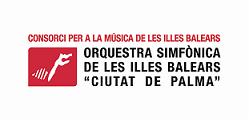 CONSORCI PER A LA MÚSICA DE LES ILLES BALEARS
ORQUESTRA SIMFÒNICA
DE LES ILLES BALEARS
“CIUTAT DE PALMA”